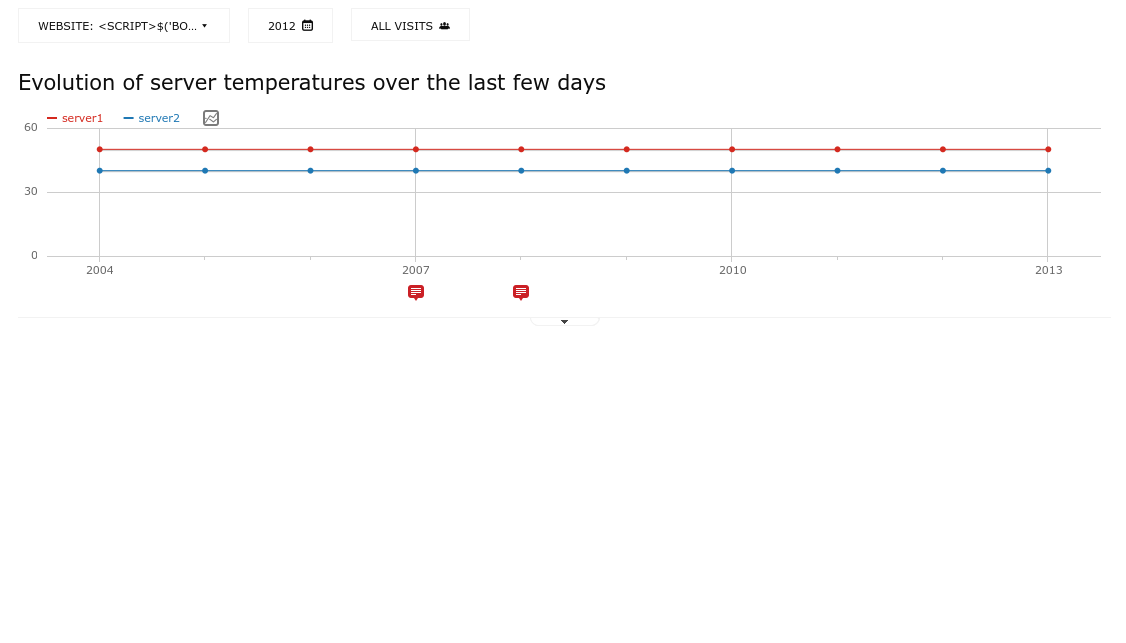 WEBSITE: <SCRIPT>$('BO...
2012
ALL VISITS
Evolution of server temperatures over the last few days
server1 server2
60
30
0
2004 2007 2010 2013